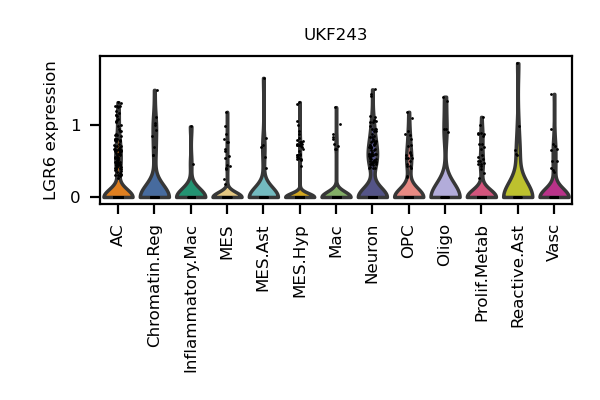 UKF243
LGR6 expression
1
0
AC
Chromatin.Reg
Inflammatory.Mac
MES
MES.Ast
MES.Hyp
Mac
Neuron
OPC
Oligo
Prolif.Metab
Reactive.Ast
Vasc